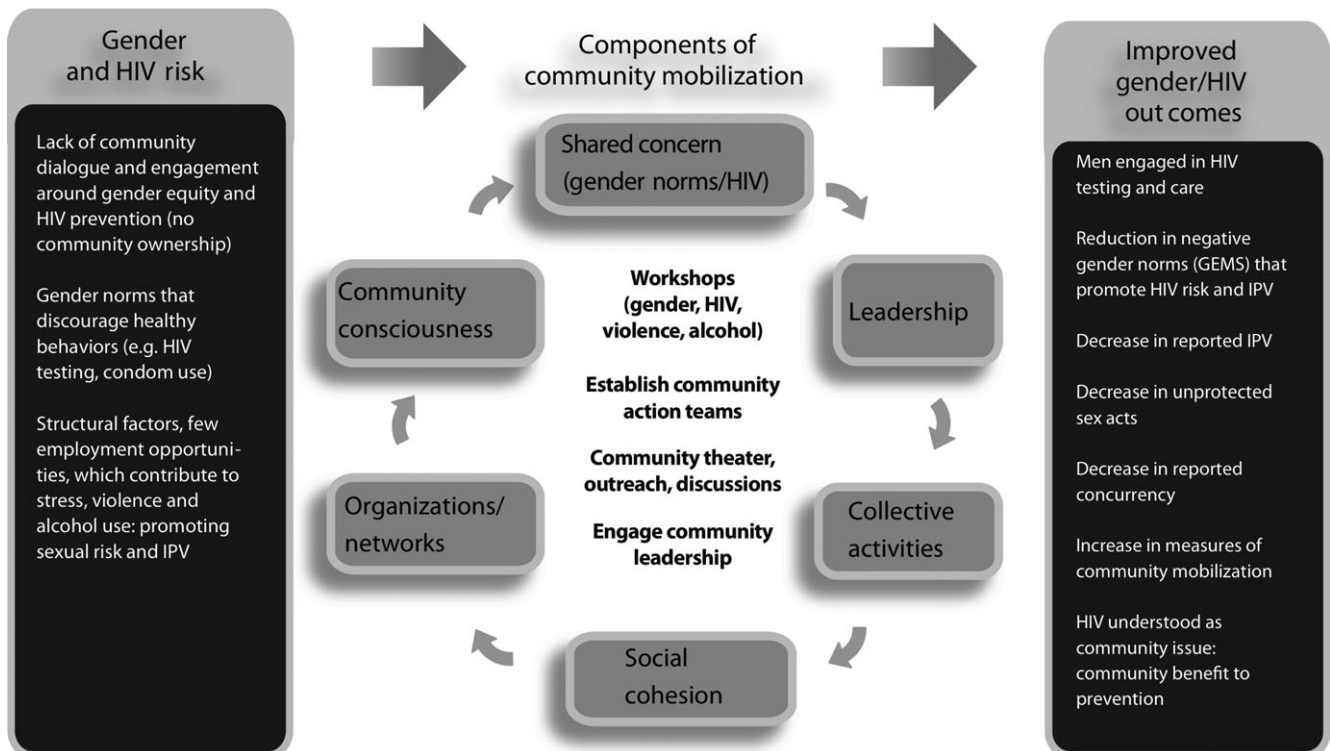 Gender
and HIV risk
Lack of community
dialogue and engagement
around gender equity and
HIV prevention (no
community ownership)
Gender norms that
discourage healthy
behaviors (e.g. HIV
testing, condom use)
Structural factors, few
employment opportuni-
ties, which contribute to
stress, violence and
alcohol use: promoting
sexual risk and IPV
Components of
community mobilization
Shared concern
(gender norms/HIV)
Leadership
Collective
activities
Social
cohesion
Organizations/
networks
Community
consciousness
Workshops
(gender, HIV,
violence, alcohol)
Establish community
action teams
Community theater,
outreach, discussions
Engage community
leadership
Improved
gender/HIV
out comes
Men engaged in HIV
testing and care
Reduction in negative
gender norms (GEMS) that
promote HIV risk and IPV
Decrease in reported IPV
Decrease in unprotected
sex acts
Decrease in reported
concurrency
Increase in measures of
community mobilization
HIV understood as
community issue:
community benefit to
prevention